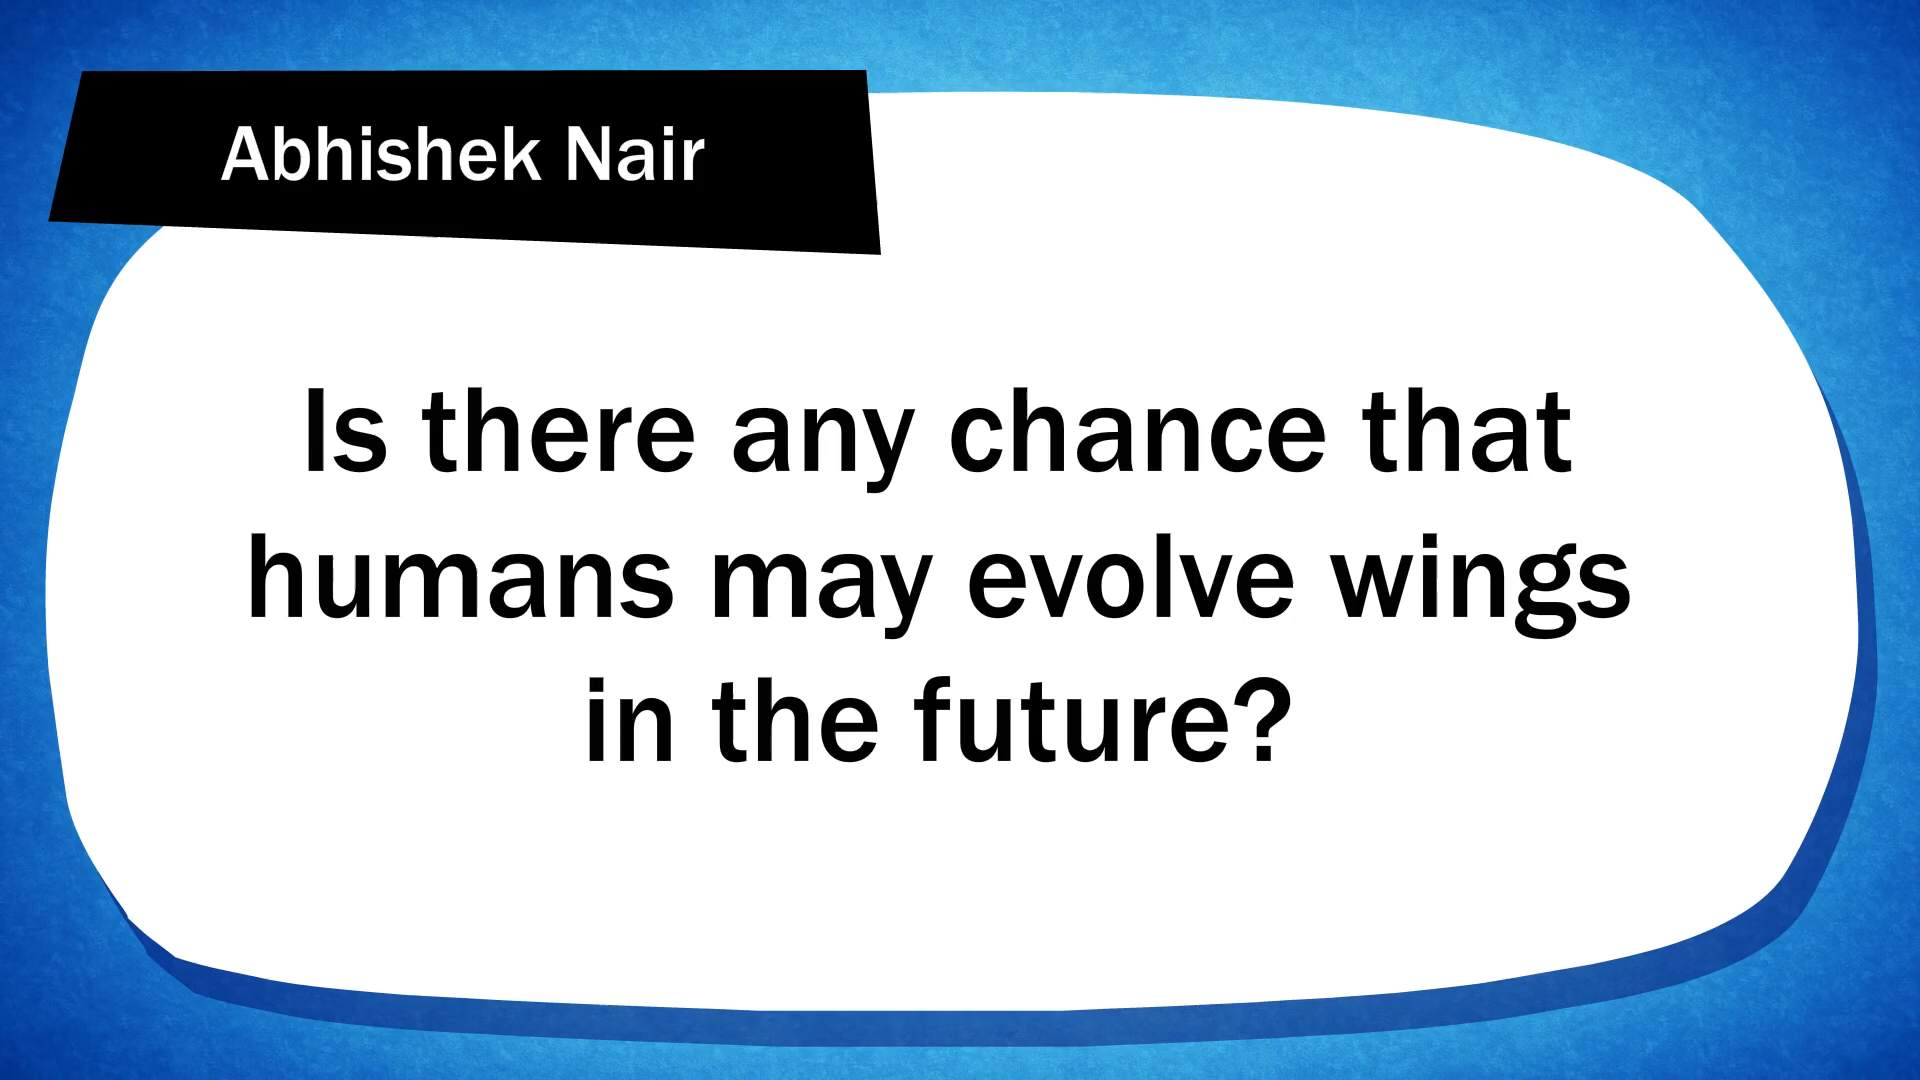 Abhishek Nair
Is there any chance that
humans may evolve wings
in the future?